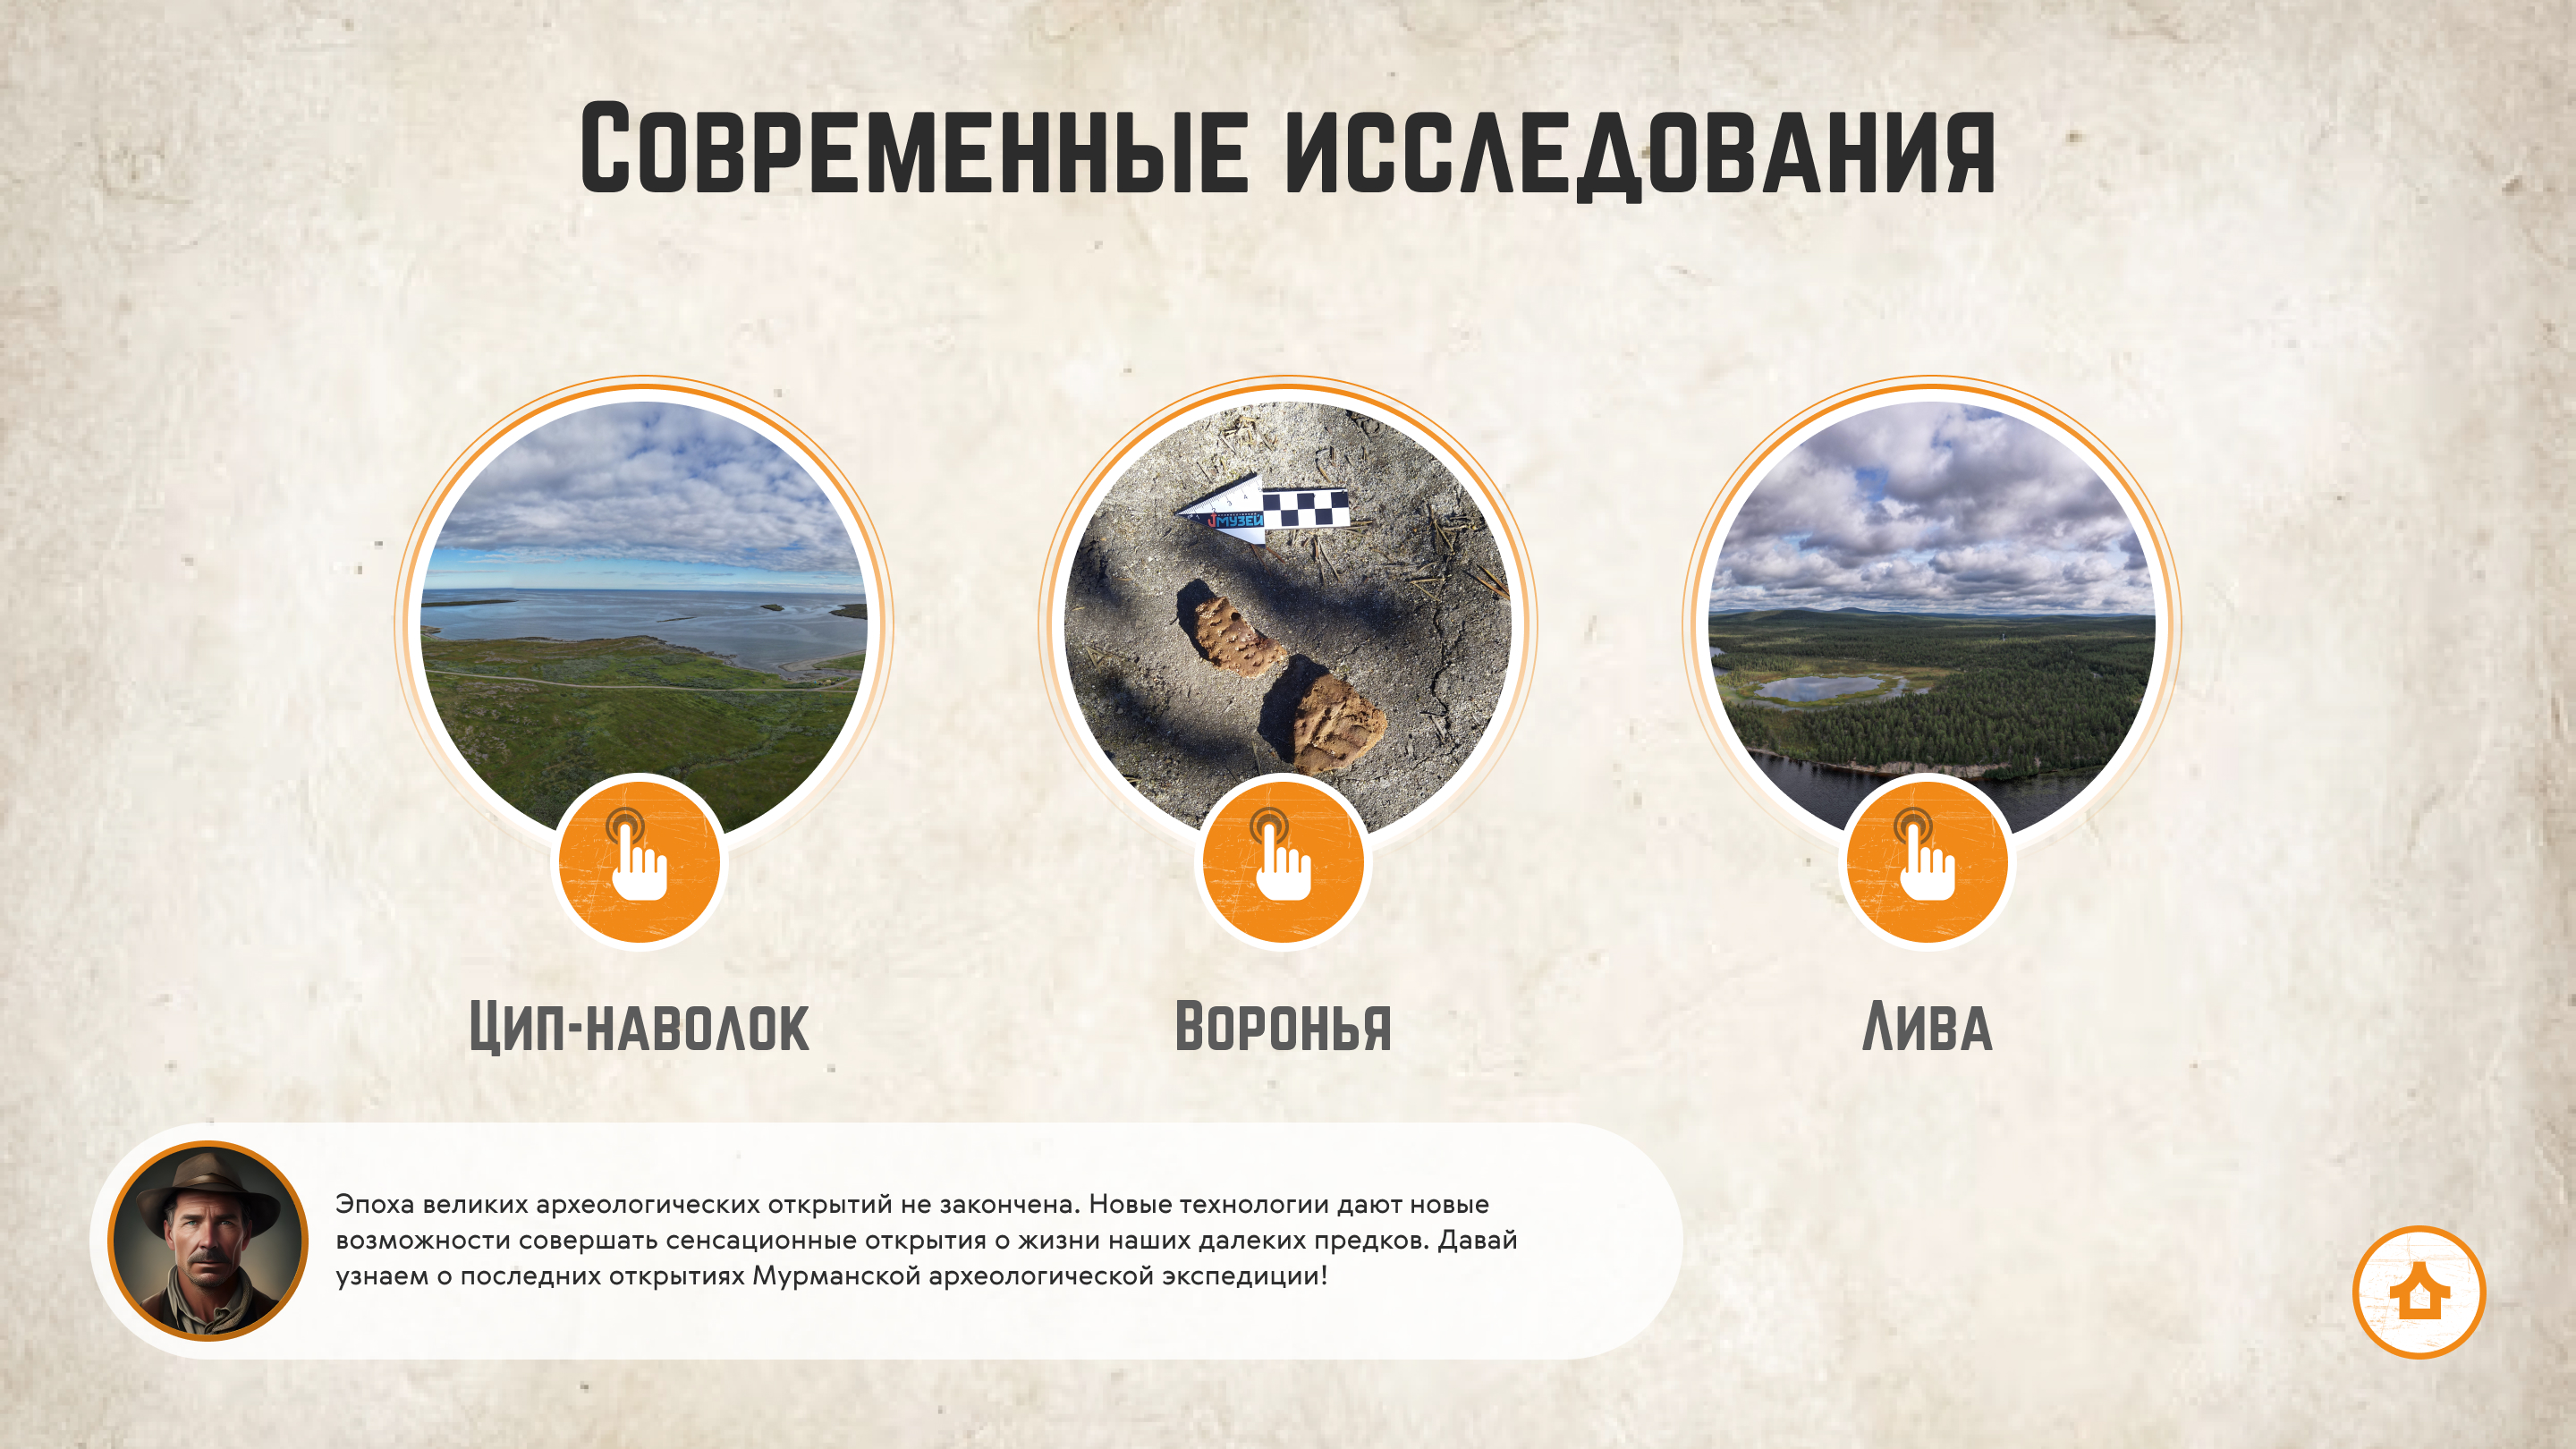 Современные исследования
Jмузей
Цип-наволок
Воронья
Лива
Эпоха великих археологических открытий не закончена. Новые технологии дают новые
возможности совершать сенсационные открытия о жизни наших далеких предков. Давай
узнаем о последних открытиях Мурманской археологической экспедиции!